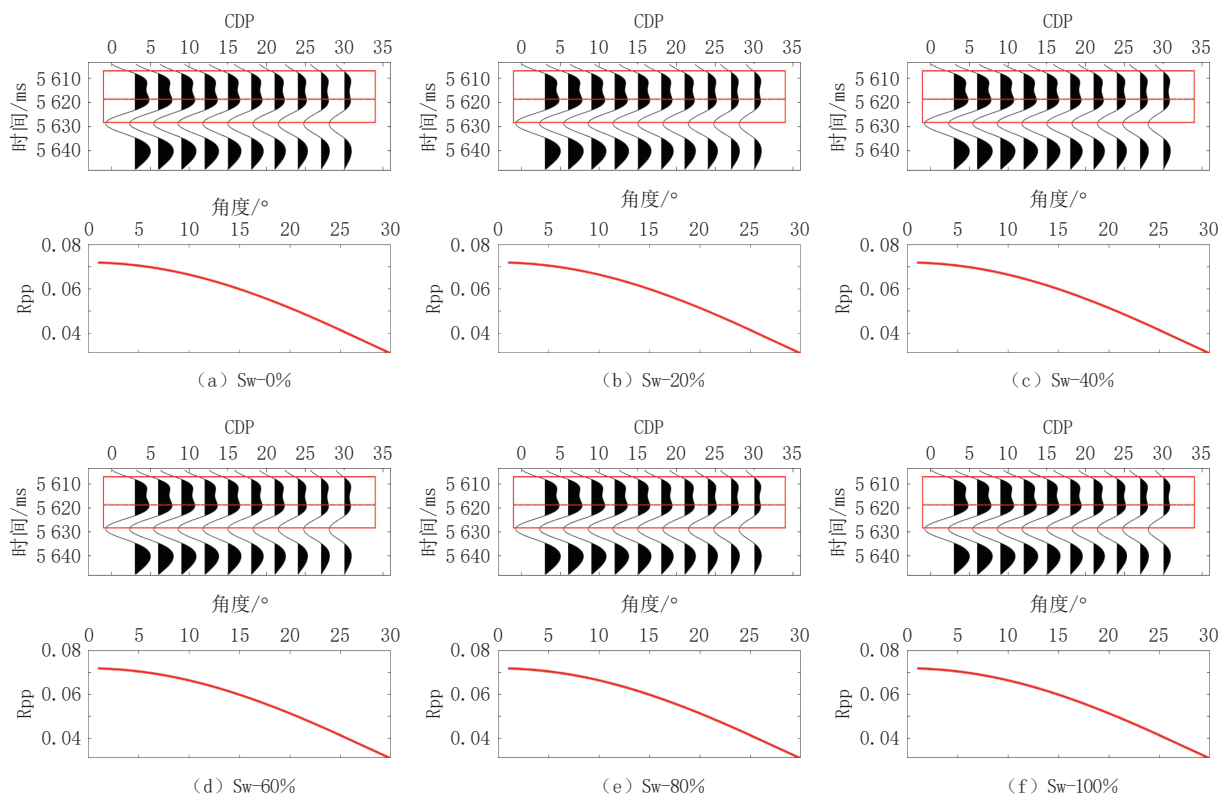 CDP CDP CDP
0 5 10 15 20 25 30 35 0 5 10 15 20 25 30 35 0 5 10 15 20 25 30 35
时间/ms 时间/ms 时间/ms
5 610 5 610 5 610
5 620 5 620 5 620
5 630 5 630 5 630
5 640 5 640 5 640
角度/° 角度/° 角度/°
0 5 10 15 20 25 30 0 5 10 15 20 25 30 0 5 10 15 20 25 30
Rpp Rpp Rpp
0.08 0.08 0.08
0.06 0.06 0.06
0.04 0.04 0.04
（a）Sw-0% （b）Sw-20% （c）Sw-40%
CDP CDP CDP
0 5 10 15 20 25 30 35 0 5 10 15 20 25 30 35 0 5 10 15 20 25 30 35
时间/ms 时间/ms 时间/ms
5 610 5 610 5 610
5 620 5 620 5 620
5 630 5 630 5 630
5 640 5 640 5 640
角度/° 角度/° 角度/°
0 5 10 15 20 25 30 0 5 10 15 20 25 30 0 5 10 15 20 25 30
Rpp Rpp Rpp
0.08 0.08 0.08
0.06 0.06 0.06
0.04 0.04 0.04
（d）Sw-60% （e）Sw-80% （f）Sw-100%